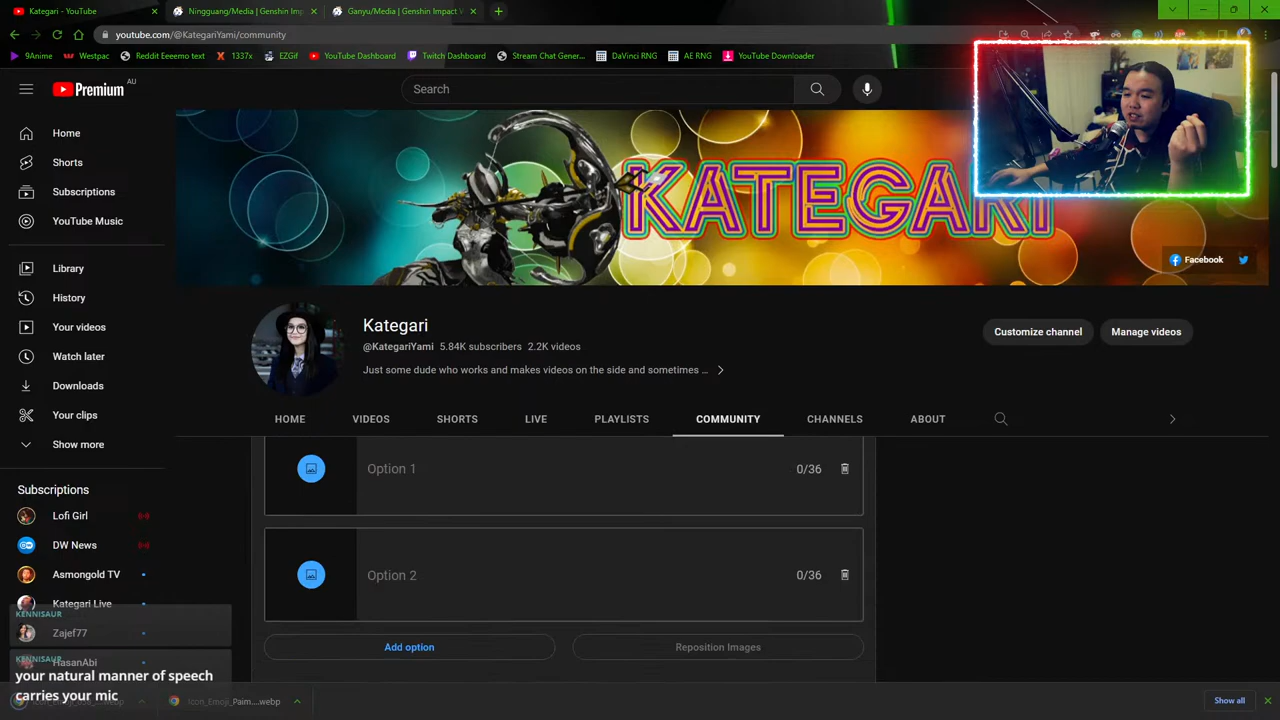 Kategari - YouTube
Ningguang/Media | Genshin Imp
Ganyu/Media | Genshin Impact
youtube.com/@KategariYami/community
9Anime
Westpac
Reddit Eeeemo text
1337x
EZGif
YouTube Dashboard
Twitch Dashboard
Stream Chat Gener...
DaVinci RNG
AE RNG
YouTube Downloader
Premium
AU
Search
Home
Shorts
Subscriptions
YouTube Music
Library
History
Your videos
Watch later
Downloads
Your clips
Show more
Subscriptions
Lofi Girl
DW News
Asmongold TV
Kategari Live
Zajef77
HasanAbi
KATEGARI
Facebook
Kategari
@KategariYami 5.84K subscribers 2.2K videos
Just some dude who works and makes videos on the side and sometimes ...
Customize channel
Manage videos
HOME
VIDEOS
SHORTS
LIVE
PLAYLISTS
COMMUNITY
CHANNELS
ABOUT
Option 1
0/36
Option 2
0/36
Add option
Reposition Images
KENNISAUR
KENNISAUR
your natural manner of speech
carries your mic
Icon_Emoji_Paim....webp
Show all